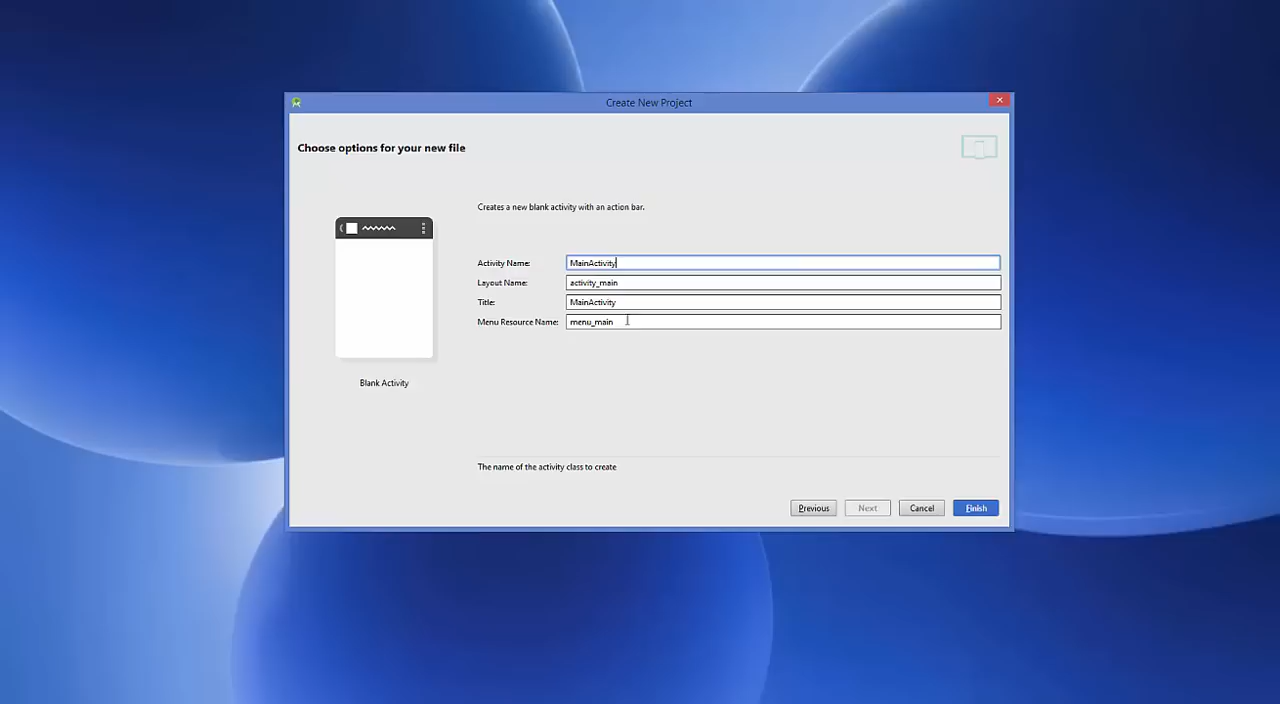 Create New Project
Choose options for your new file
Creates a new blank activity with an action bar.
Activity Name: MainActivity
Layout Name: activity_main
Title: MainActivity
Menu Resource Name: menu_main
Blank Activity
The name of the activity class to create
Previous Next Cancel Finish